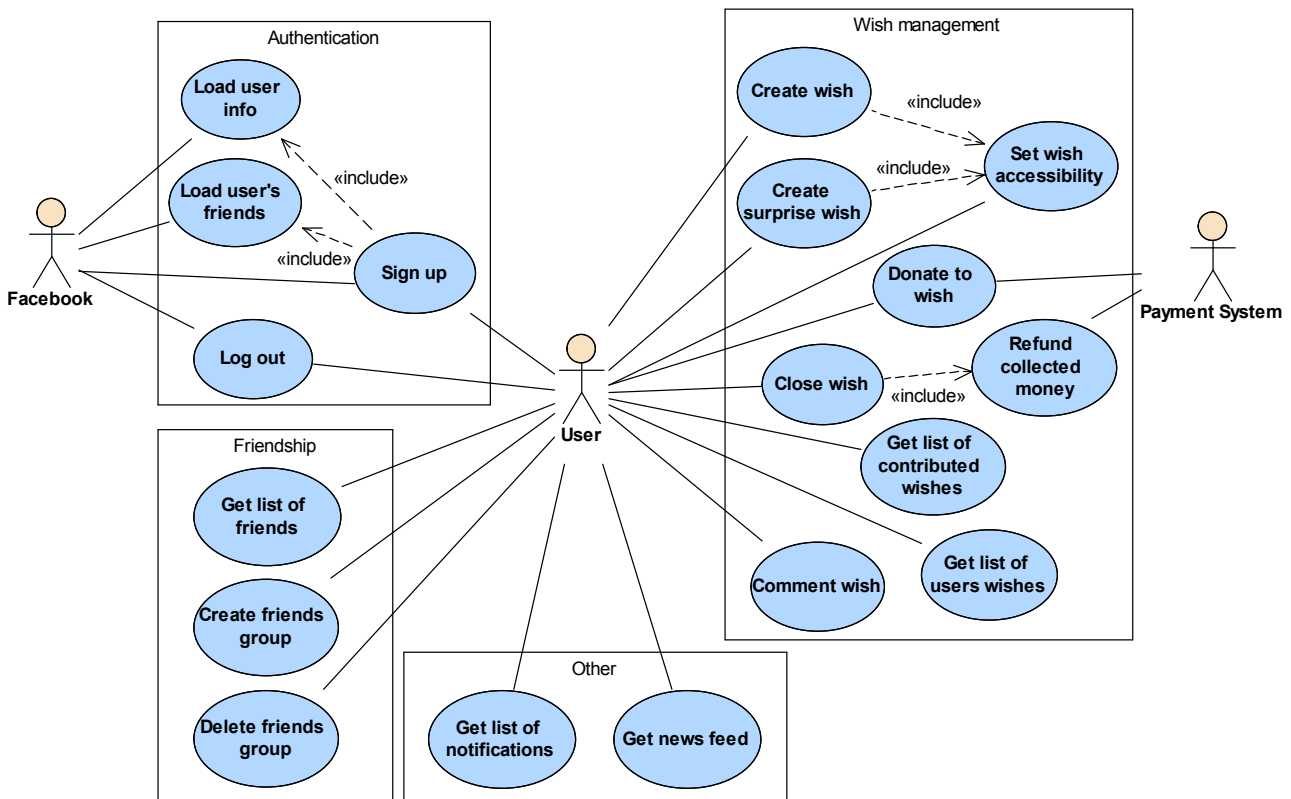 Authentication
Load user
info
«include»
Load user's
friends
«include»
Sign up
Log out
Facebook
Wish management
Create wish
«include»
Set wish
accessibility
Create
surprise wish
«include»
Donate to
wish
Payment System
Refund
collected
money
Close wish
«include»
Get list of
contributed
wishes
Get list of
users wishes
Comment wish
User
Friendship
Get list of
friends
Create friends
group
Delete friends
group
Other
Get list of
notifications
Get news feed